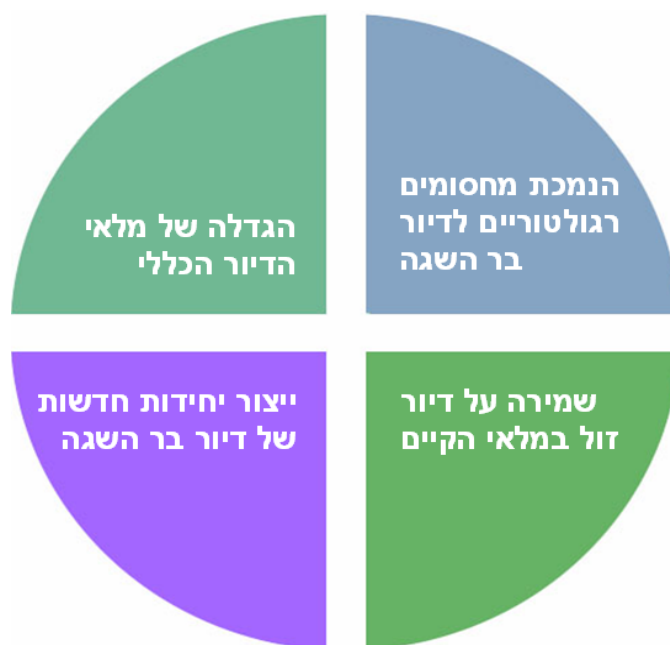 הנמכת מחסומים
רגולטוריים לדיור
בר השגה
הגדלה של מלאי
הדיור הכללי
שמירה על דיור
זול במלאי הקיים
ייצור יחידות חדשות
של דיור בר השגה